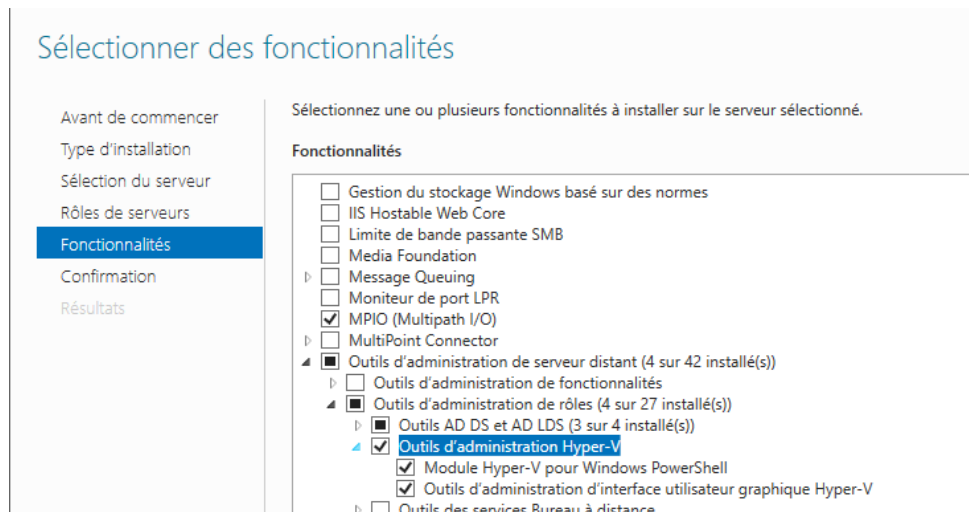 Sélectionner des fonctionnalités
Avant de commencer
Type d'installation
Sélection du serveur
Rôles de serveurs
Fonctionnalités
Confirmation
Résultats
Sélectionnez une ou plusieurs fonctionnalités à installer sur le serveur sélectionné.
Fonctionnalités
Gestion du stockage Windows basé sur des normes
IIS Hostable Web Core
Limite de bande passante SMB
Media Foundation
Message Queuing
Moniteur de port LPR
MPIO (Multipath I/O)
MultiPoint Connector
Outils d'administration de serveur distant (4 sur 42 installé(s))
Outils d'administration de fonctionnalités
Outils d'administration de rôles (4 sur 27 installé(s))
Outils AD DS et AD LDS (3 sur 4 installé(s))
Outils d'administration Hyper-V
Module Hyper-V pour Windows PowerShell
Outils d'administration d'interface utilisateur graphique Hyper-V
Outils des services Bureau à distance